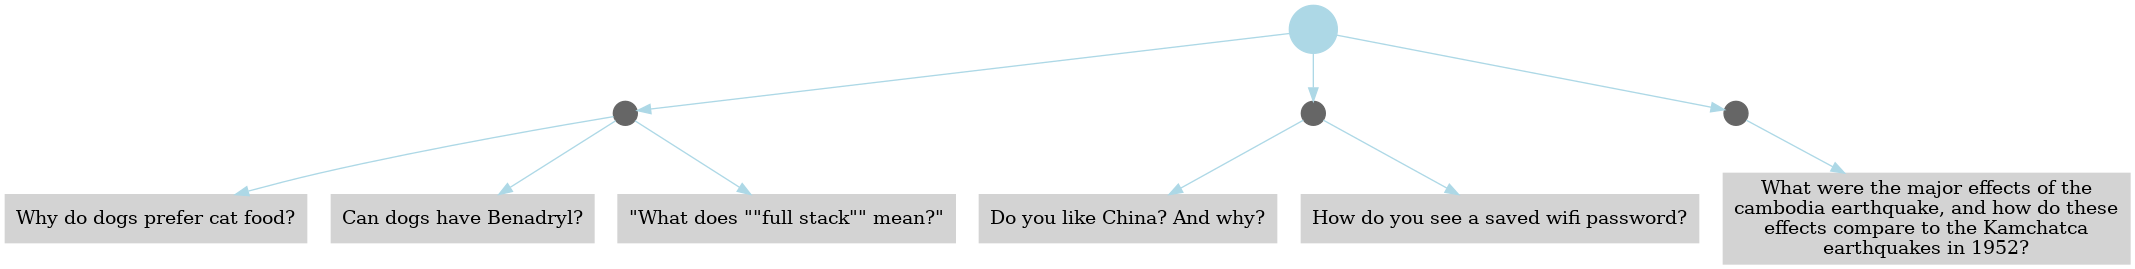 Why do dogs prefer cat food?
Can dogs have Benadryl?
"What does ""full stack"" mean?"
Do you like China? And why?
How do you see a saved wifi password?
What were the major effects of the
cambodia earthquake, and how do these
effects compare to the Kamchatca
earthquakes in 1952?